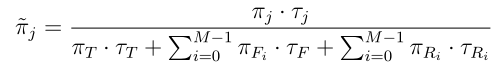 \tilde{\pi}_j = \frac{\pi_j \cdot \tau_j}{\pi_T \cdot \tau_T + \sum_{i=0}^{M-1} \pi_{F_i} \cdot \tau_F + \sum_{i=0}^{M-1} \pi_{R_i} \cdot \tau_{R_i}}